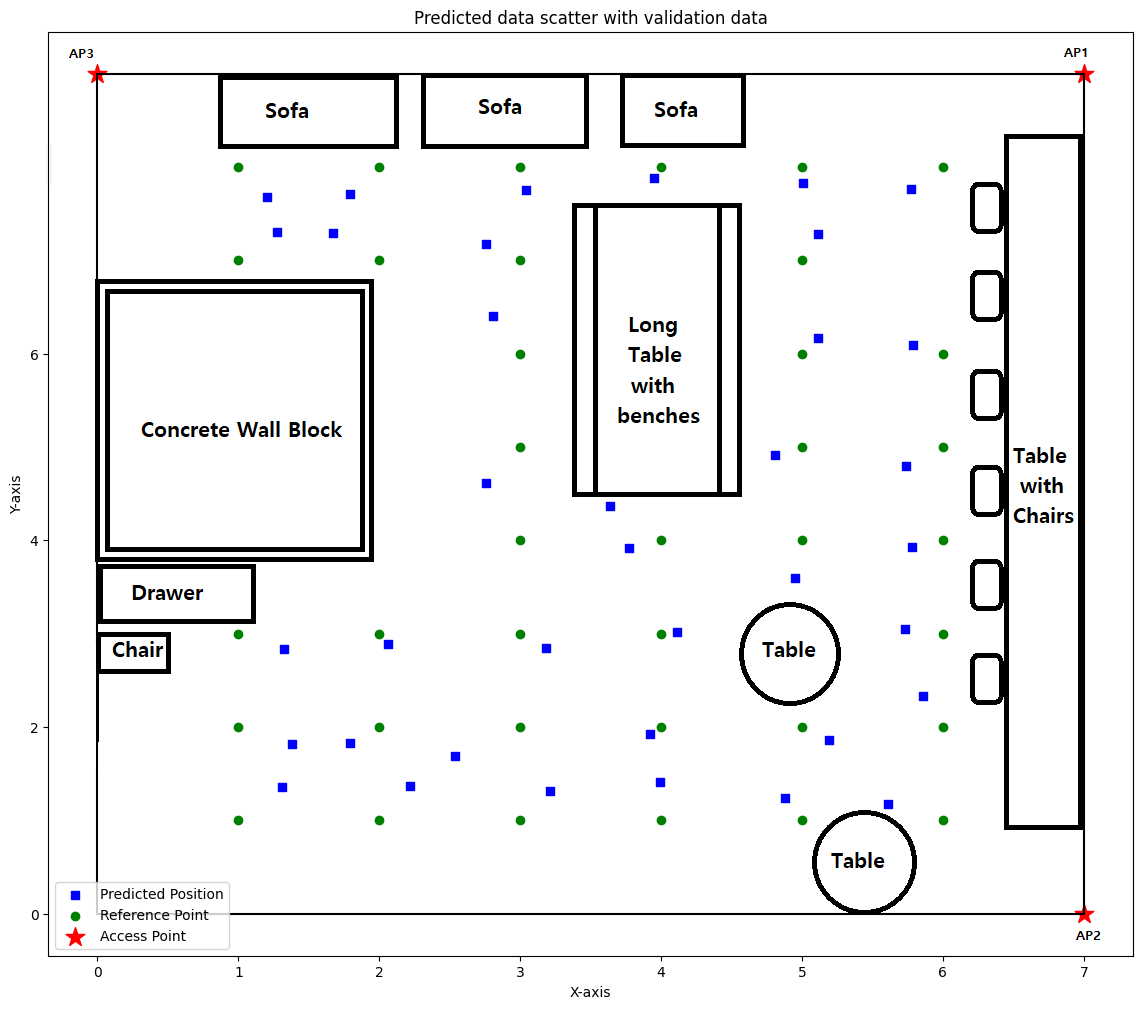 Predicted data scatter with validation data
AP3
AP1
Sofa
Sofa
Sofa
Long
Table
with
benches
Concrete Wall Block
Table
with
Chairs
Drawer
Chair
Table
Table
6
4
2
0
Y-axis
Predicted Position
Reference Point
Access Point
AP2
0 1 2 3 4 5 6 7
X-axis